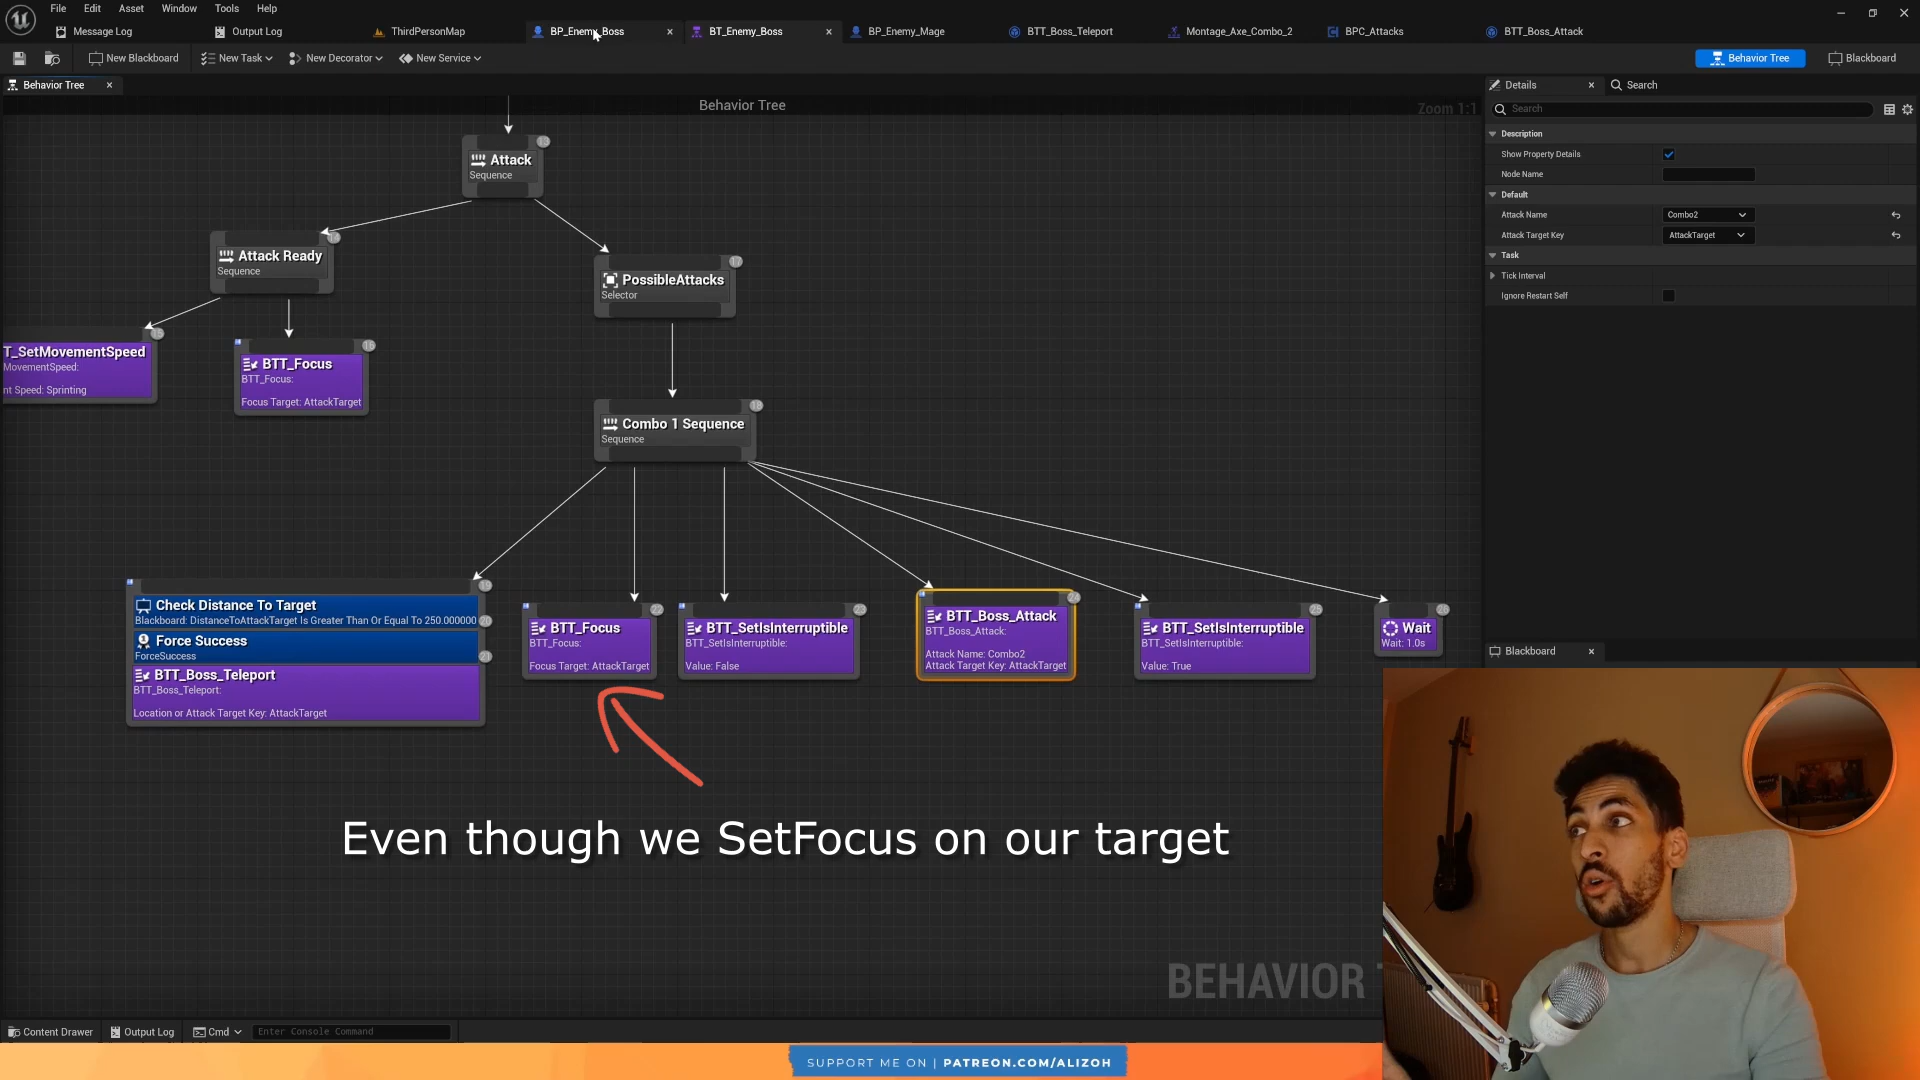 File Edit Asset Window Tools Help
Message Log Output Log ThirdPersonMap BP_Enemy_Boss BT_Enemy_Boss BP_Enemy_Mage BTT_Boss_Teleport Montage_Axe_Combo_2 BPC_Attacks BTT_Boss_Attack
New Blackboard New Task New Decorator New Service Behavior Tree Blackboard
Behavior Tree
Behavior Tree
Zoom 1:1
Attack
Sequence
Attack Ready
Sequence
PossibleAttacks
Selector
T_SetMovementSpeed
MovementSpeed:
nt Speed: Sprinting
BTT_Focus
BTT_Focus:
Focus Target: AttackTarget
Combo 1 Sequence
Sequence
Check Distance To Target
Blackboard: DistanceToAttackTarget Is Greater Than Or Equal To 250.000000
Force Success
ForceSuccess
BTT_Boss_Teleport
BTT_Boss_Teleport:
Location or Attack Target Key: AttackTarget
BTT_Focus
BTT_Focus:
Focus Target: AttackTarget
BTT_SetIsInterruptible
BTT_SetIsInterruptible:
Value: False
BTT_Boss_Attack
BTT_Boss_Attack:
Attack Name: Combo2
Attack Target Key: AttackTarget
BTT_SetIsInterruptible
BTT_SetIsInterruptible:
Value: True
Wait
Wait: 1.0s
Even though we SetFocus on our target
BEHAVIOR
Details Search
Search
Description
Show Property Details
Node Name
Default
Attack Name Combo2
Attack Target Key AttackTarget
Task
Tick Interval
Ignore Restart Self
Blackboard
Content Drawer Output Log Cmd Enter Console Command
SUPPORT ME ON | PATREON.COM/ALIZOH